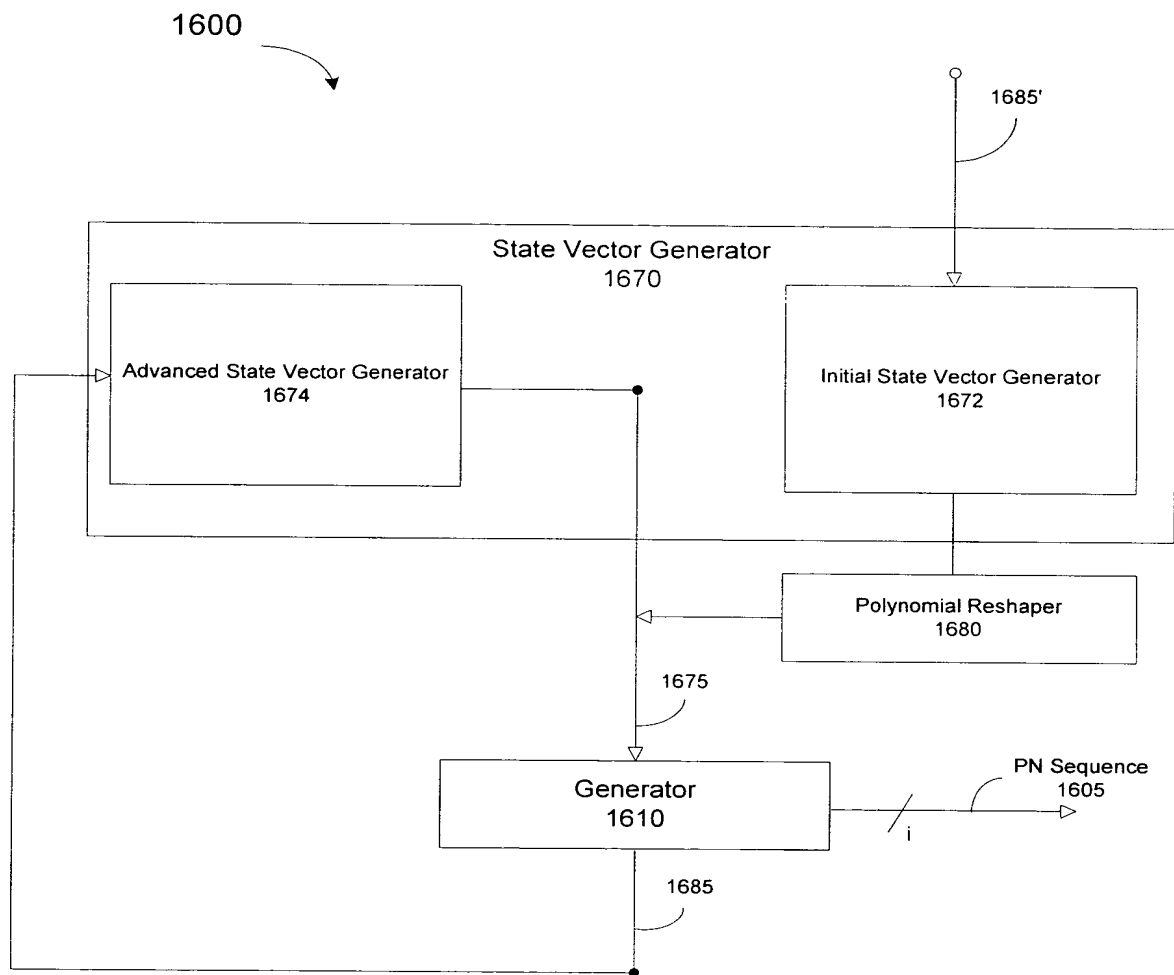 1600
1685'
State Vector Generator
1670
Advanced State Vector Generator
1674
Initial State Vector Generator
1672
Polynomial Reshaper
1680
1675
Generator
1610
PN Sequence
1605
i
1685